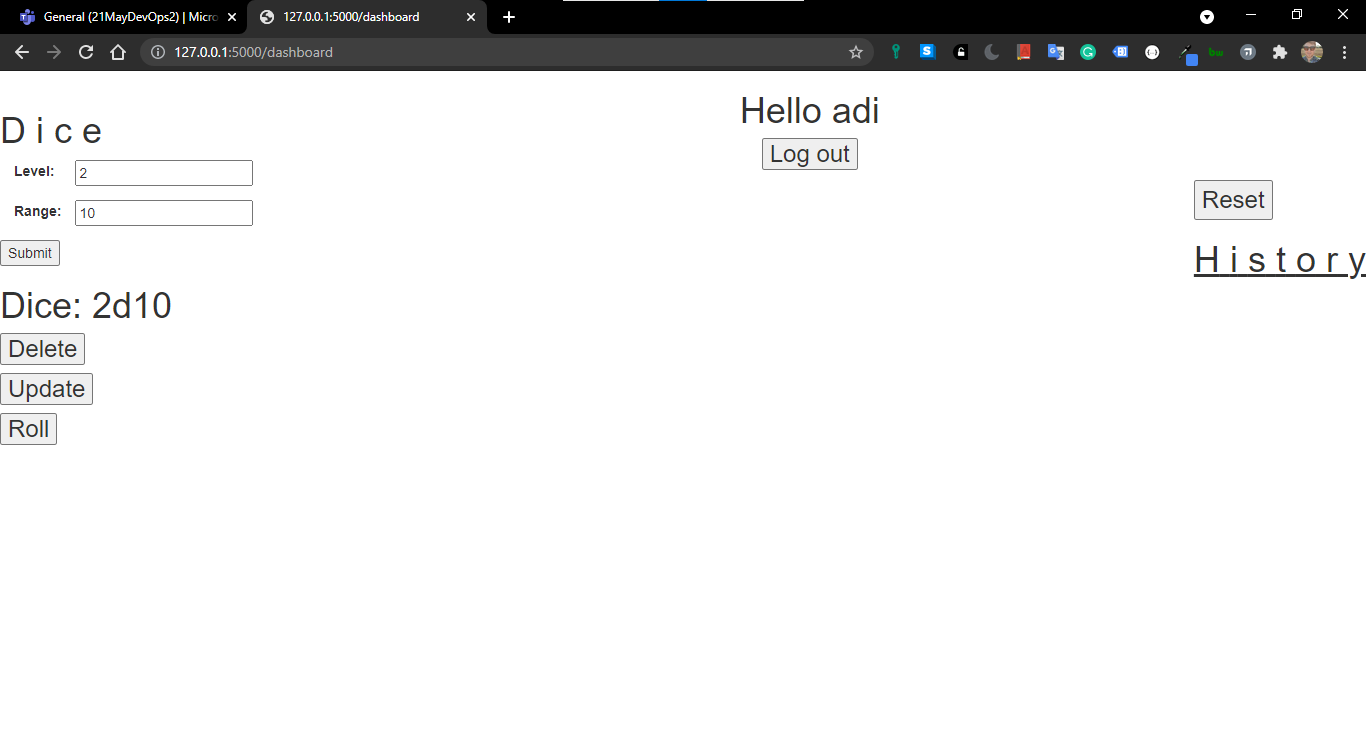 General (21MayDevOps2) | Micro
127.0.0.1:5000/dashboard
127.0.0.1:5000/dashboard
Hello adi
Log out
D i c e
Level: 2
Range: 10
Submit
Dice: 2d10
Delete
Update
Roll
Reset
H i s t o r y